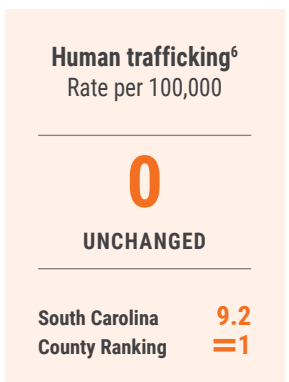 Human trafficking⁶
Rate per 100,000
0
UNCHANGED
South Carolina 9.2
County Ranking =1